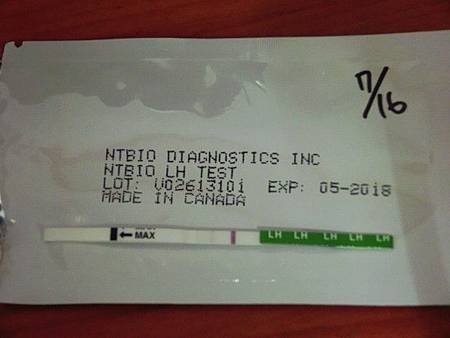 7/16
NTBIO DIAGNOSTICS INC
NTBIO LH TEST
LOT: V02613101 EXP: 05-2018
MADE IN CANADA
←MAX
LH LH LH LH LH